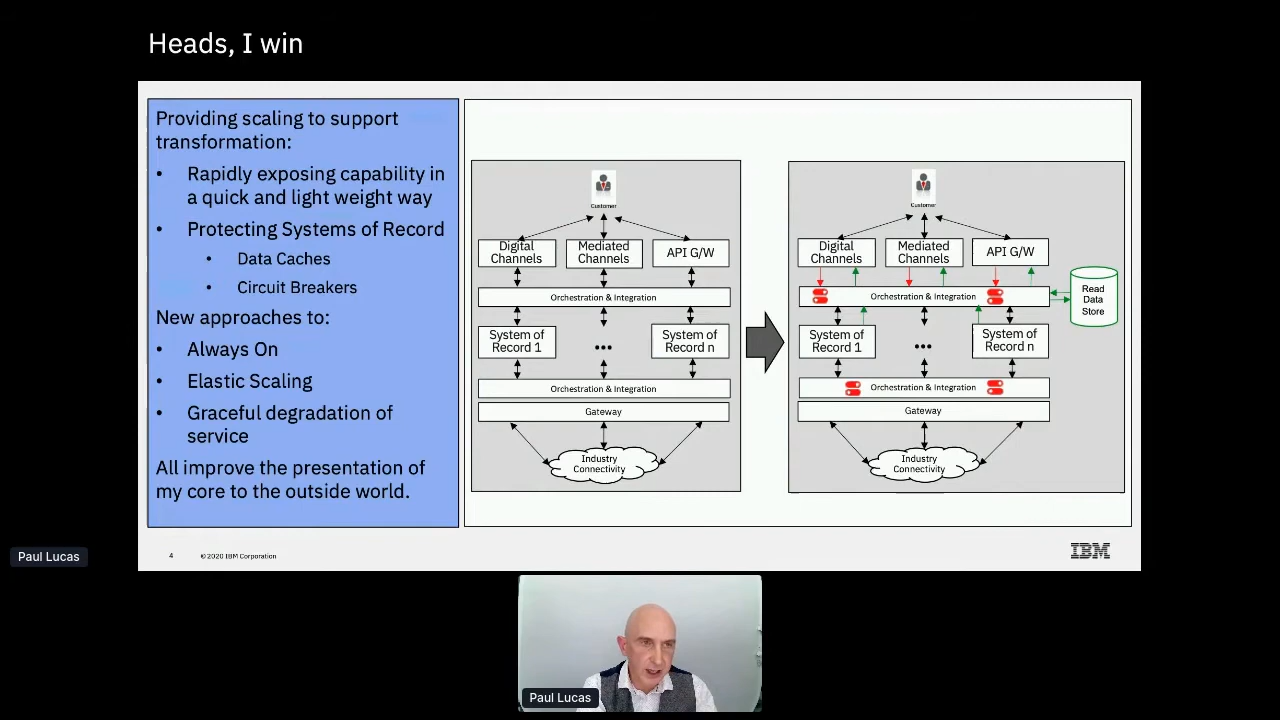 Heads, I win
Providing scaling to support
transformation:
• Rapidly exposing capability in
a quick and light weight way
• Protecting Systems of Record
• Data Caches
• Circuit Breakers
New approaches to:
• Always On
• Elastic Scaling
• Graceful degradation of
service
All improve the presentation of
my core to the outside world.
Customer
Digital
Channels
Mediated
Channels
API G/W
Orchestration & Integration
System of
Record 1
•••
System of
Record n
Orchestration & Integration
Gateway
Industry
Connectivity
Customer
Digital
Channels
Mediated
Channels
API G/W
Orchestration & Integration
Read
Data
Store
System of
Record 1
•••
System of
Record n
Orchestration & Integration
Gateway
Industry
Connectivity
4
© 2020 IBM Corporation
IBM
Paul Lucas
Paul Lucas